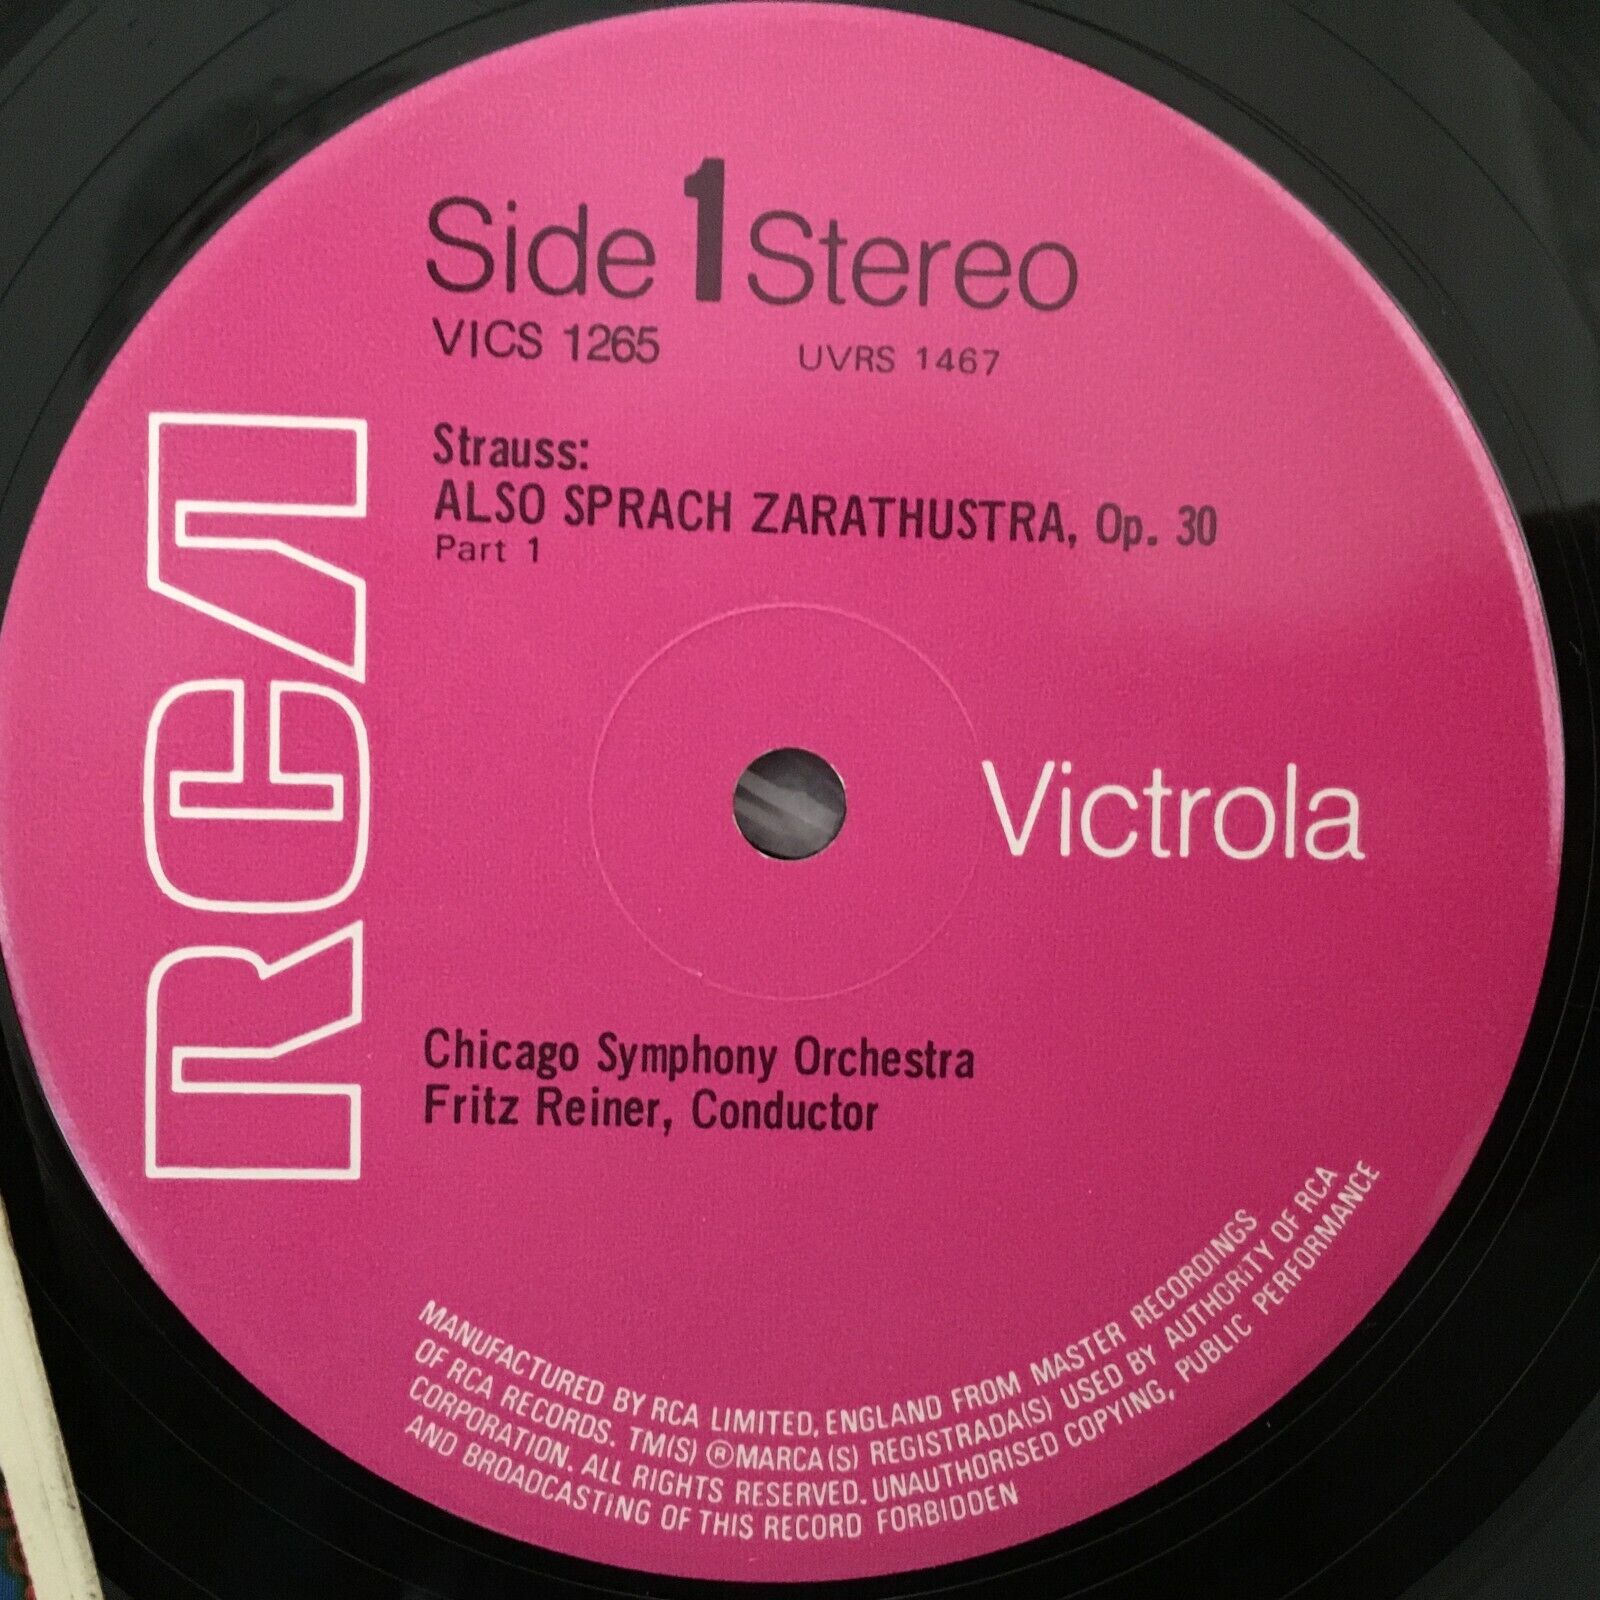 Side 1 Stereo
VICS 1265 UVRS 1467
Strauss:
ALSO SPRACH ZARATHUSTRA, Op. 30
Part 1
RCA
Victrola
Chicago Symphony Orchestra
Fritz Reiner, Conductor
MANUFACTURED BY RCA LIMITED, ENGLAND FROM MASTER RECORDINGS
OF RCA RECORDS. TM(S) ® MARCA(S) REGISTRADA(S) USED BY AUTHORITY OF RCA
CORPORATION. ALL RIGHTS RESERVED. UNAUTHORISED COPYING, PUBLIC PERFORMANCE
AND BROADCASTING OF THIS RECORD FORBIDDEN